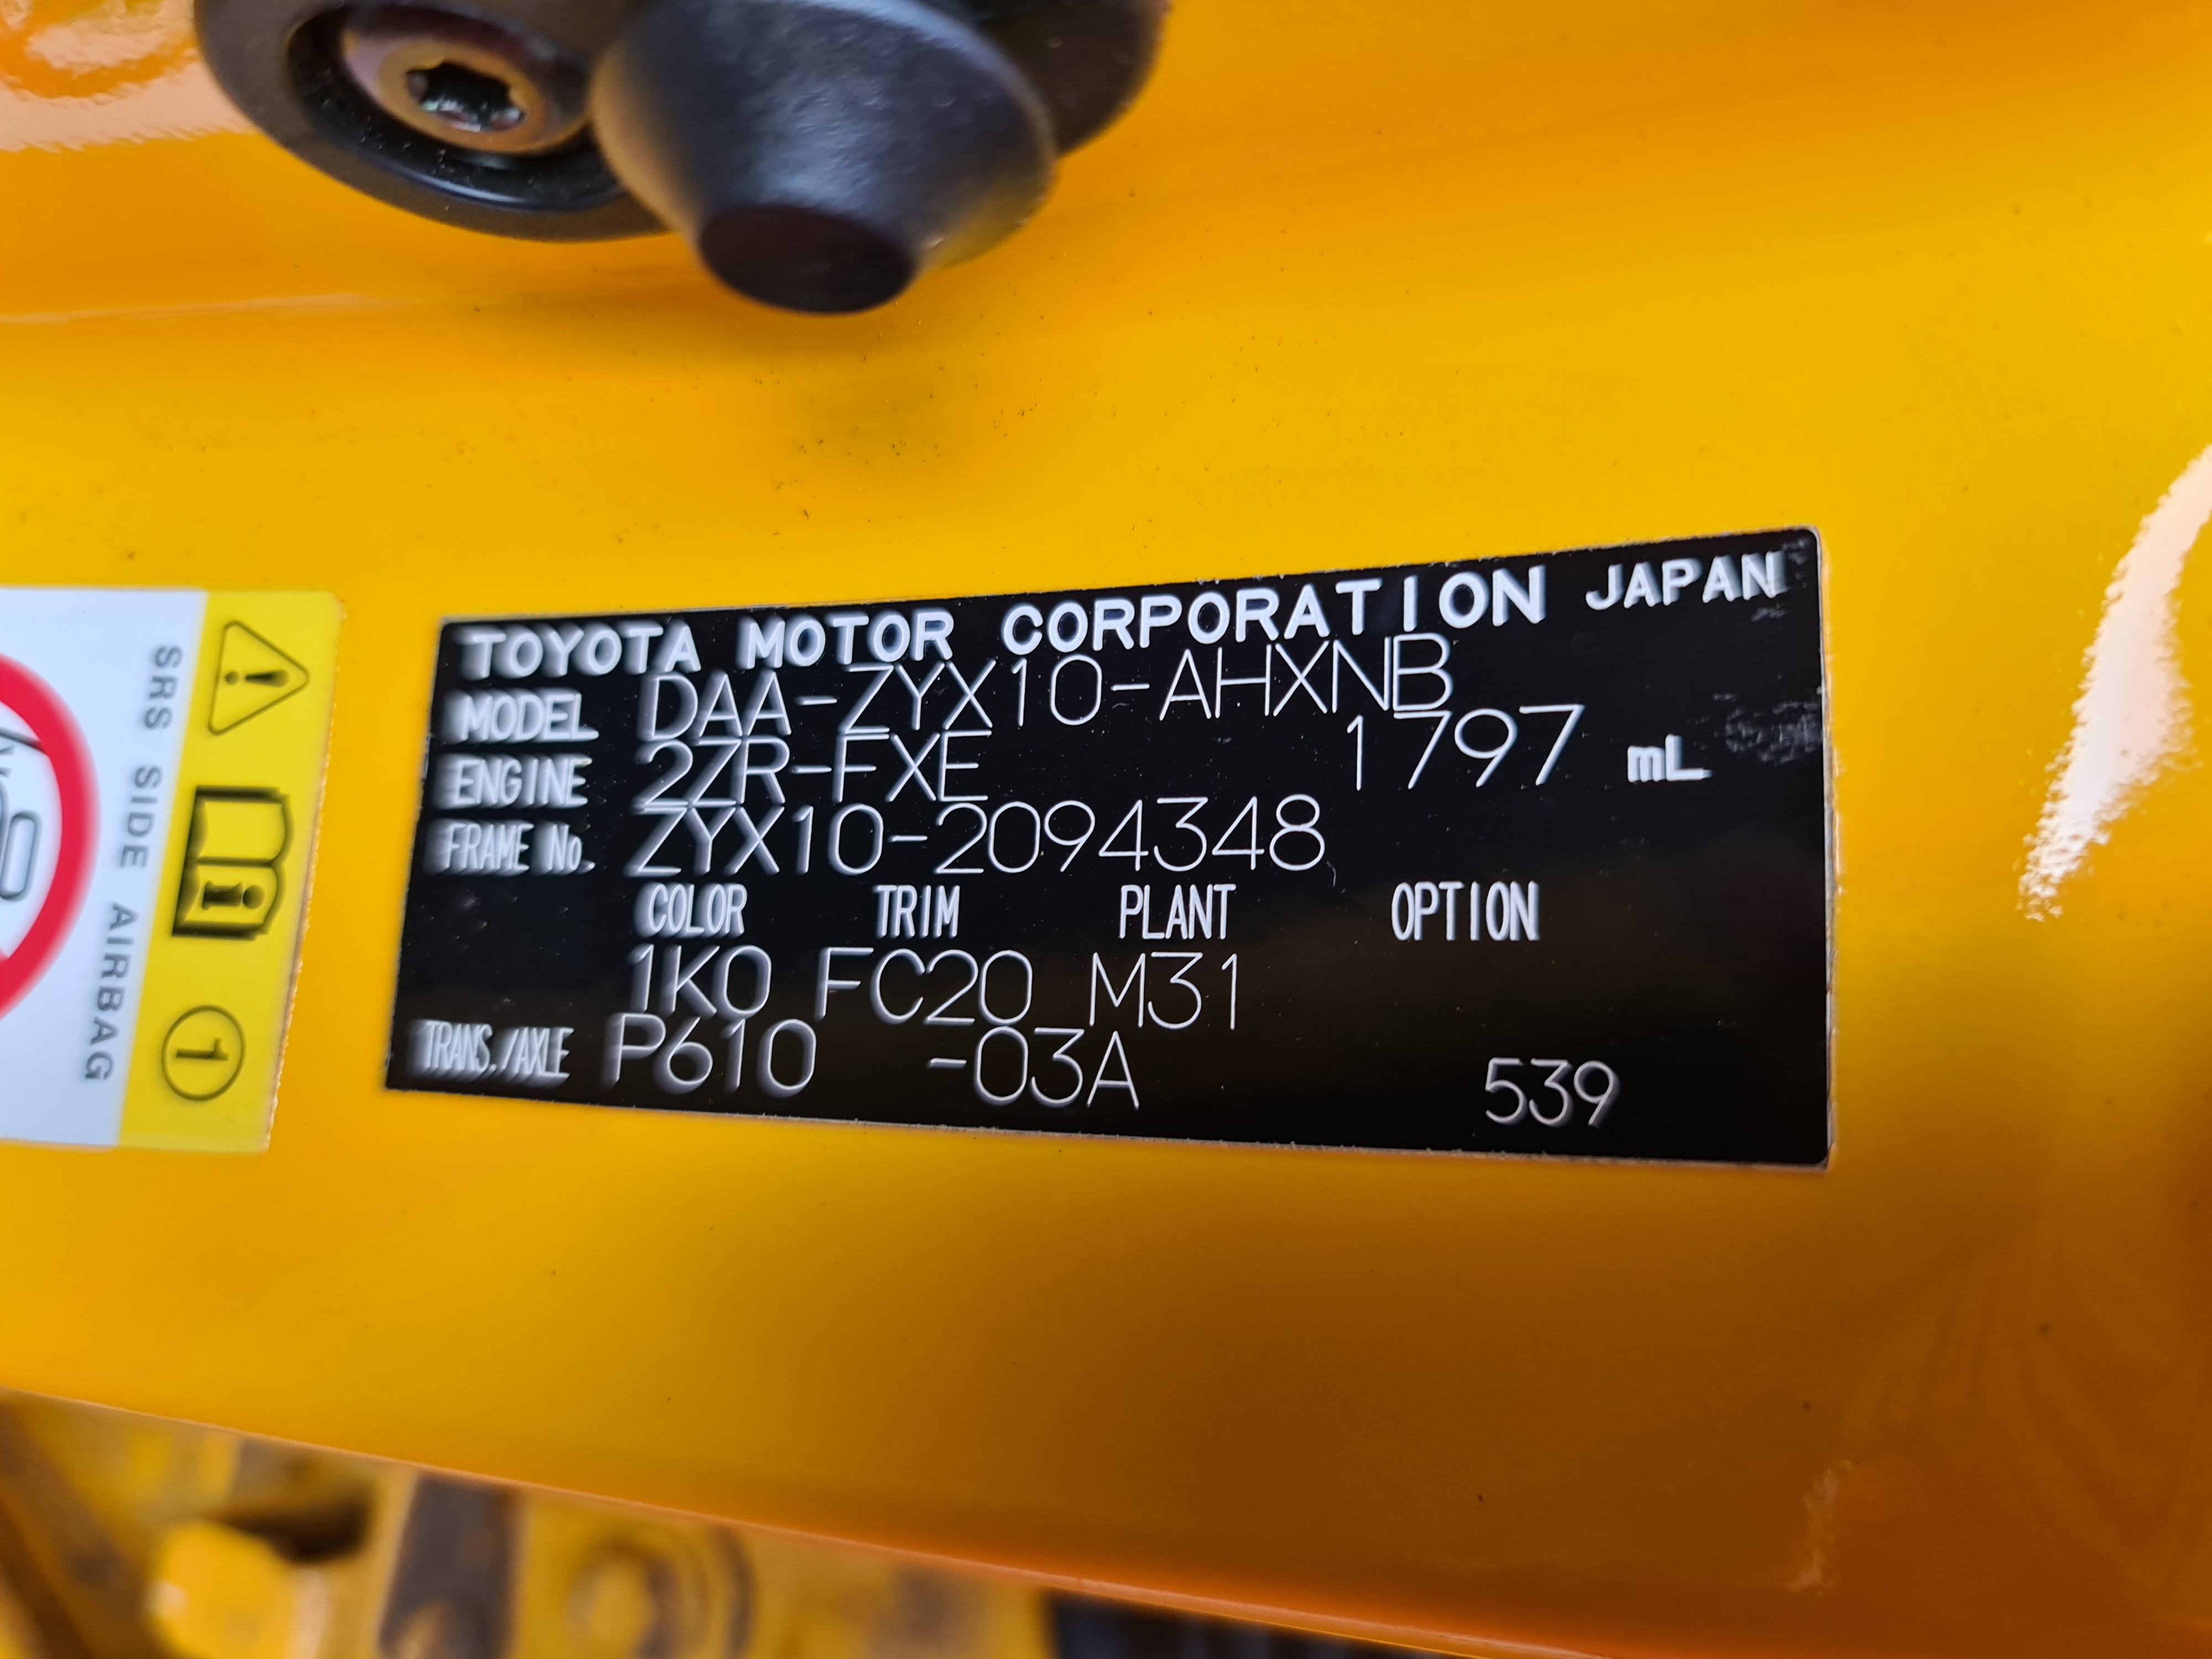 TOYOTA MOTOR CORPORATION JAPAN
MODEL DAA-ZYX10-AHXNB
ENGINE 2ZR-FXE 1797 mL
FRAME No. ZYX10-2094348
COLOR TRIM PLANT OPTION
1K0 FC20 M31
TRANS./AXLE P610 -03A 539
SRS SIDE AIRBAG
i
1